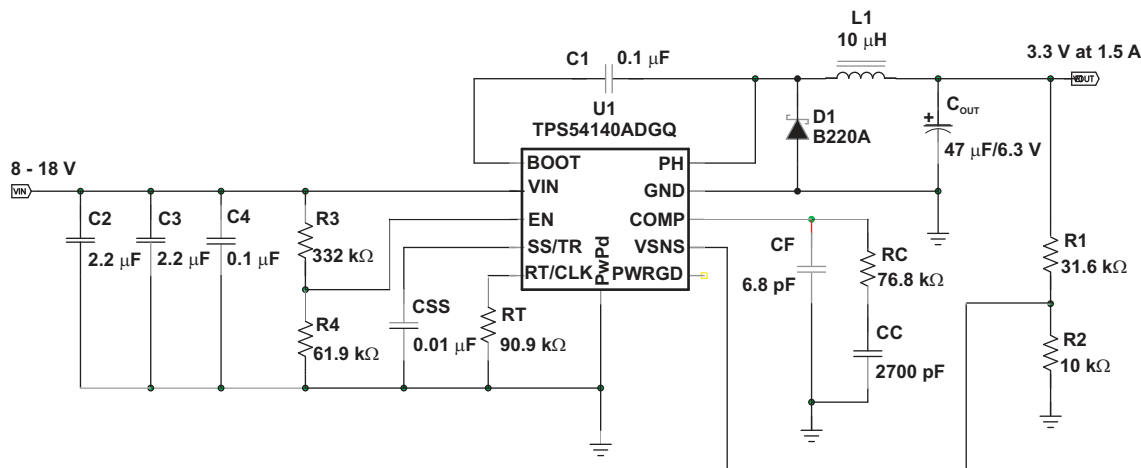 L1
10 µH
3.3 V at 1.5 A
C1
0.1 µF
U1
TPS54140ADGQ
D1
B220A
C_OUT
+
47 µF/6.3 V
8 - 18 V
VIN
BOOT
VIN
EN
SS/TR
RT/CLK
PwPd
PH
GND
COMP
VSNS
PWRGD
C2
2.2 µF
C3
2.2 µF
C4
0.1 µF
R3
332 kΩ
R4
61.9 kΩ
CSS
0.01 µF
RT
90.9 kΩ
CF
6.8 pF
RC
76.8 kΩ
CC
2700 pF
R1
31.6 kΩ
R2
10 kΩ